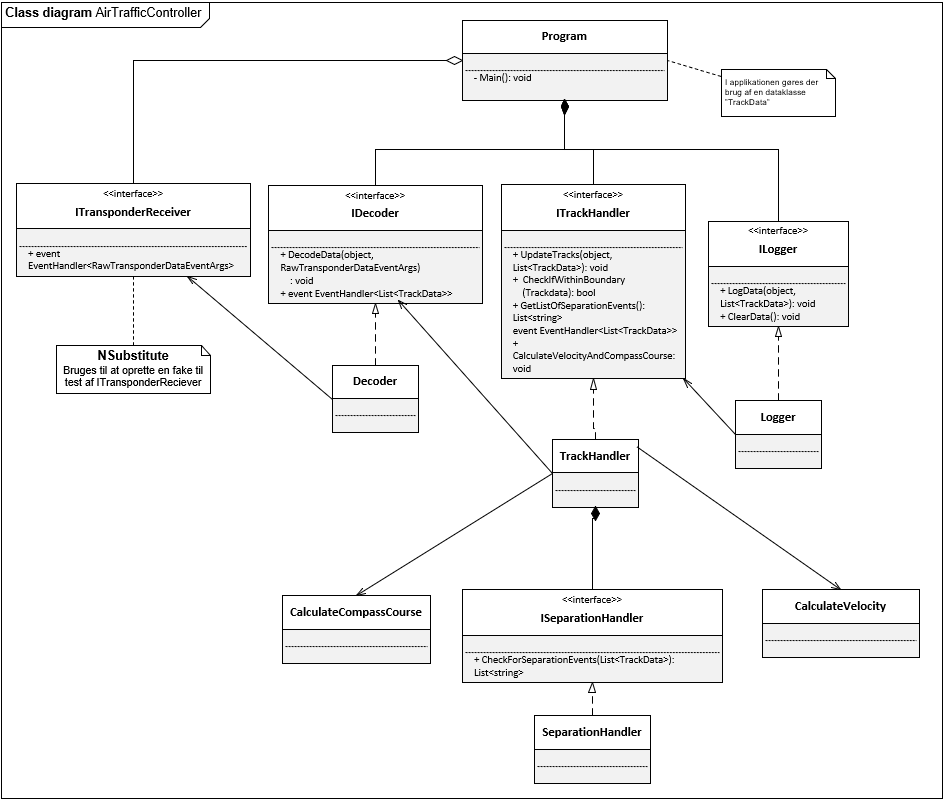 Class diagram AirTrafficController
Program
- Main(): void
I applikationen gøres der
brug af en dataklasse
"TrackData"
<<interface>>
ITransponderReceiver
+ event
EventHandler<RawTransponderDataEventArgs>
<<interface>>
IDecoder
+ DecodeData(object,
RawTransponderDataEventArgs)
: void
+ event EventHandler<List<TrackData>>
<<interface>>
ITrackHandler
+ UpdateTracks(object,
List<TrackData>): void
+ CheckIfWithinBoundary
(Trackdata): bool
+ GetListOfSeparationEvents():
List<string>
event EventHandler<List<TrackData>>
+
CalculateVelocityAndCompassCourse:
void
<<interface>>
ILogger
+ LogData(object,
List<TrackData>): void
+ ClearData(): void
NSubstitute
Bruges til at oprette en fake til
test af ITransponderReciever
Decoder
Logger
TrackHandler
CalculateCompassCourse
<<interface>>
ISeparationHandler
+ CheckForSeparationEvents(List<TrackData>):
List<string>
CalculateVelocity
SeparationHandler